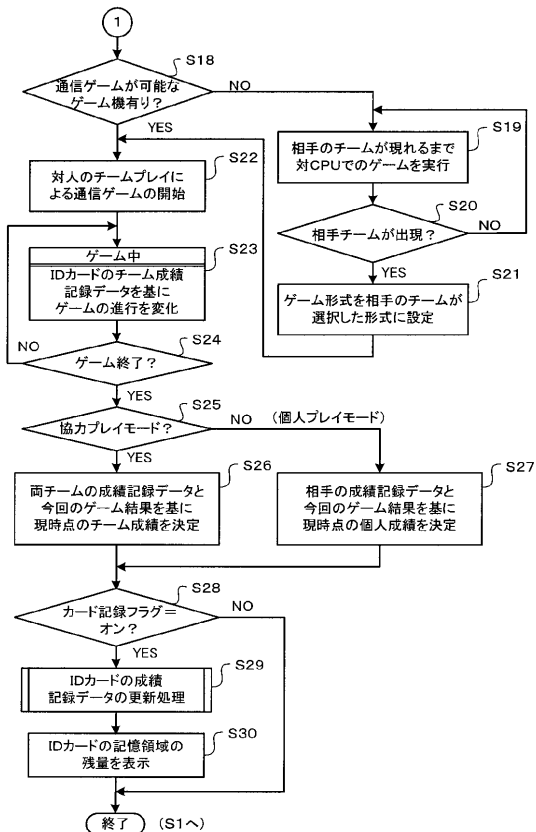 1
S18
通信ゲームが可能な
ゲーム機有り?
NO
YES
S19
相手のチームが現れるまで
対CPUでのゲームを実行
S22
対人のチームプレイに
よる通信ゲームの開始
S20
相手チームが出現?
NO
YES
S21
ゲーム形式を相手のチームが
選択した形式に設定
S23
ゲーム中
IDカードのチーム成績
記録データを基に
ゲームの進行を変化
NO
S24
ゲーム終了?
YES
S25
協力プレイモード?
NO (個人プレイモード)
YES
S26
両チームの成績記録データと
今回のゲーム結果を基に
現時点のチーム成績を決定
S27
相手の成績記録データと
今回のゲーム結果を基に
現時点の個人成績を決定
S28
カード記録フラグ=
オン?
NO
YES
S29
IDカードの成績
記録データの更新処理
S30
IDカードの記憶領域の
残量を表示
終了 (S1へ)